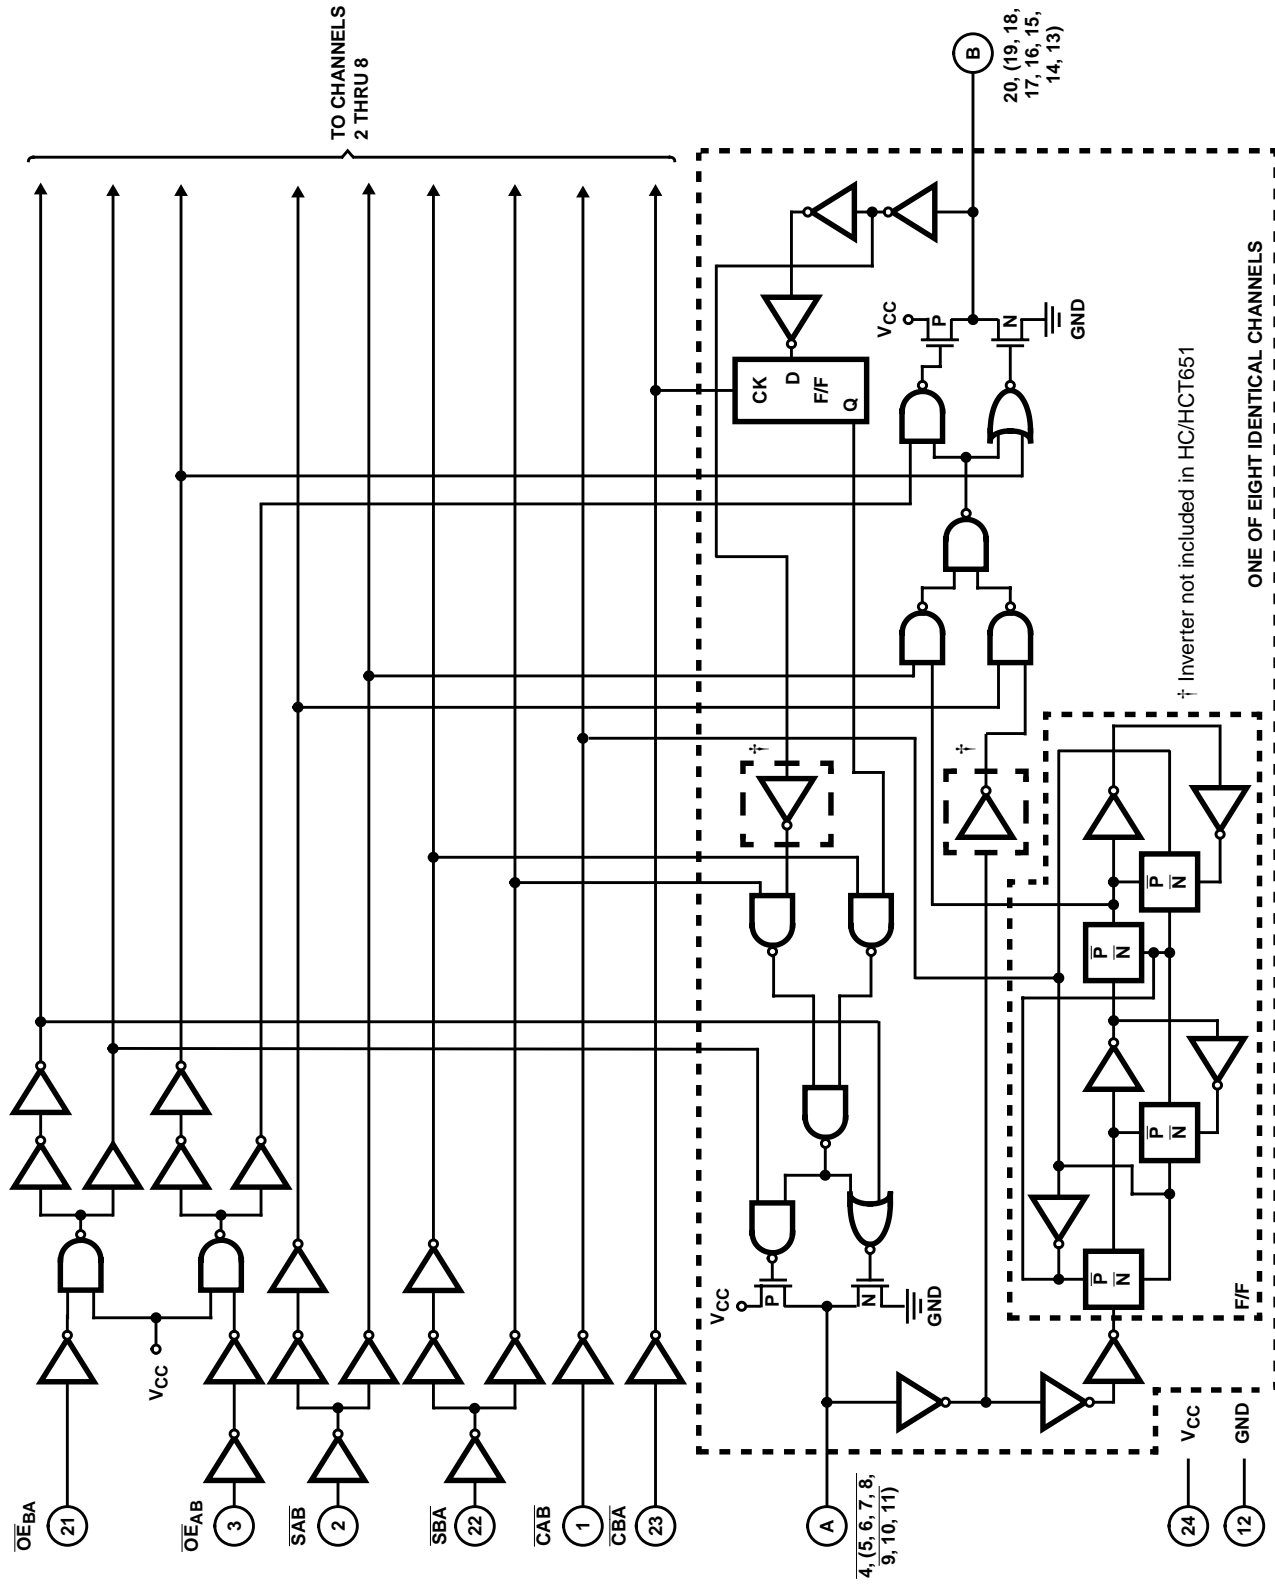 TO CHANNELS
2 THRU 8
OEBA
21
VCC
OEAB
3
SAB
2
SBA
22
CAB
1
CBA
23
B
20, (19, 18,
17, 16, 15,
14, 13)
CK
D
F/F
Q
VCC
P
N
GND
†
†
† Inverter not included in HC/HCT651
ONE OF EIGHT IDENTICAL CHANNELS
VCC
P
N
GND
A
4, (5, 6, 7, 8,
9, 10, 11)
P
N
P
N
P
N
P
N
F/F
24
VCC
12
GND